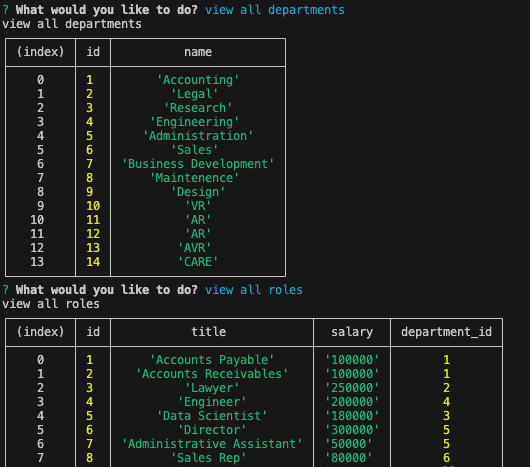 ? What would you like to do? view all departments
view all departments
(index) id name
0 1 'Accounting'
1 2 'Legal'
2 3 'Research'
3 4 'Engineering'
4 5 'Administration'
5 6 'Sales'
6 7 'Business Development'
7 8 'Maintenence'
8 9 'Design'
9 10 'VR'
10 11 'AR'
11 12 'AR'
12 13 'AVR'
13 14 'CARE'
? What would you like to do? view all roles
view all roles
(index) id title salary department_id
0 1 'Accounts Payable' '100000' 1
1 2 'Accounts Receivables' '100000' 1
2 3 'Lawyer' '250000' 2
3 4 'Engineer' '200000' 4
4 5 'Data Scientist' '180000' 3
5 6 'Director' '300000' 5
6 7 'Administrative Assistant' '50000' 5
7 8 'Sales Rep' '80000' 6